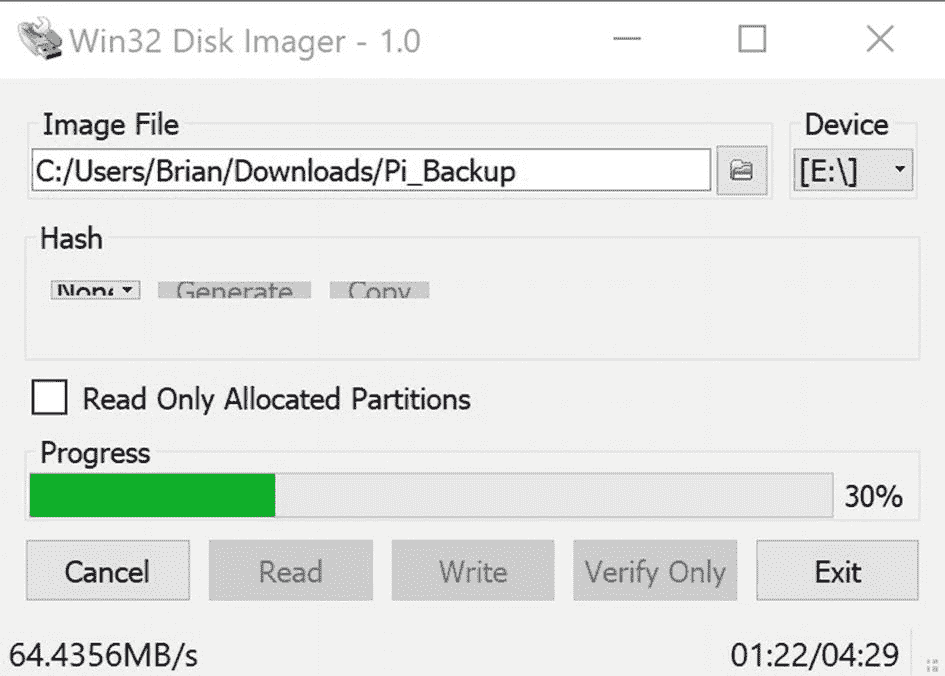 Win32 Disk Imager - 1.0
Image File
Device
C:/Users/Brian/Downloads/Pi_Backup
[E:\]
Hash
None Generate Copy
Read Only Allocated Partitions
Progress
30%
Cancel Read Write Verify Only Exit
64.4356MB/s 01:22/04:29